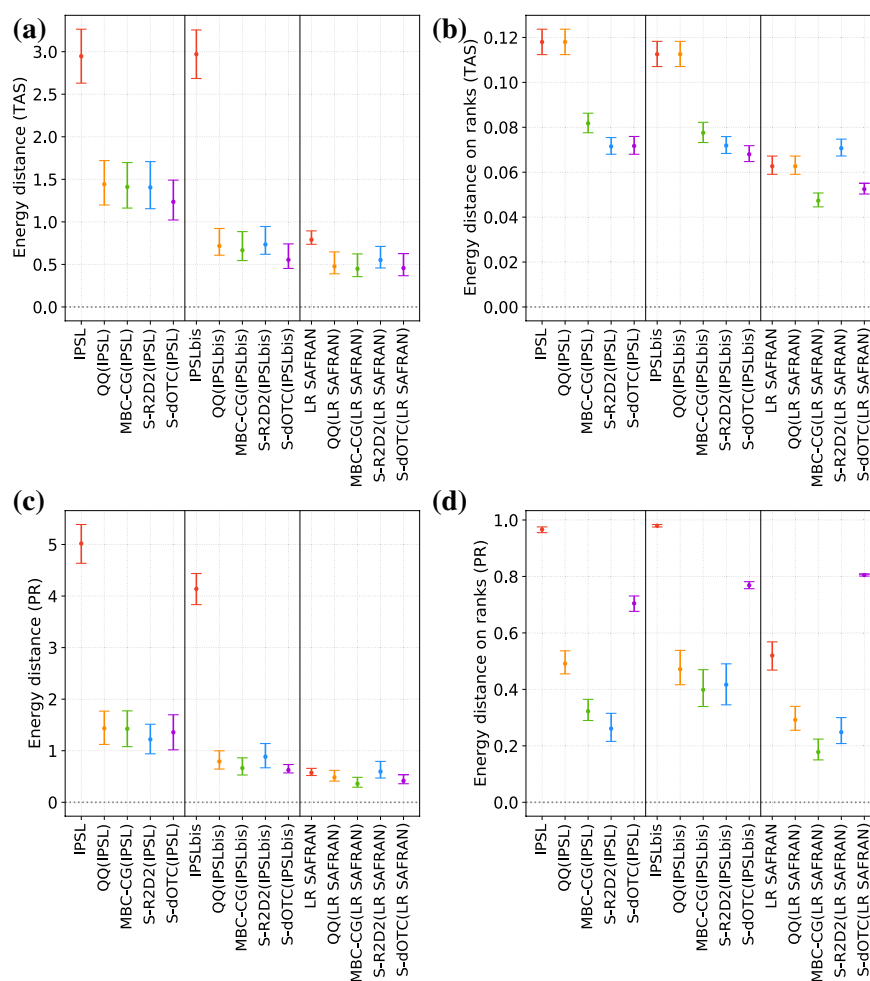 (a)
Energy distance (TAS)
3.0
2.5
2.0
1.5
1.0
0.5
0.0
IPSL
QQ(IPSL)
MBC-CG(IPSL)
S-R2D2(IPSL)
S-dOTC(IPSL)
IPSLbis
QQ(IPSLbis)
MBC-CG(IPSLbis)
S-R2D2(IPSLbis)
S-dOTC(IPSLbis)
LR SAFRAN
QQ(LR SAFRAN)
MBC-CG(LR SAFRAN)
S-R2D2(LR SAFRAN)
S-dOTC(LR SAFRAN)
(b)
Energy distance on ranks (TAS)
0.12
0.10
0.08
0.06
0.04
0.02
0.00
IPSL
QQ(IPSL)
MBC-CG(IPSL)
S-R2D2(IPSL)
S-dOTC(IPSL)
IPSLbis
QQ(IPSLbis)
MBC-CG(IPSLbis)
S-R2D2(IPSLbis)
S-dOTC(IPSLbis)
LR SAFRAN
QQ(LR SAFRAN)
MBC-CG(LR SAFRAN)
S-R2D2(LR SAFRAN)
S-dOTC(LR SAFRAN)
(c)
Energy distance (PR)
5
4
3
2
1
0
IPSL
QQ(IPSL)
MBC-CG(IPSL)
S-R2D2(IPSL)
S-dOTC(IPSL)
IPSLbis
QQ(IPSLbis)
MBC-CG(IPSLbis)
S-R2D2(IPSLbis)
S-dOTC(IPSLbis)
LR SAFRAN
QQ(LR SAFRAN)
MBC-CG(LR SAFRAN)
S-R2D2(LR SAFRAN)
S-dOTC(LR SAFRAN)
(d)
Energy distance on ranks (PR)
1.0
0.8
0.6
0.4
0.2
0.0
IPSL
QQ(IPSL)
MBC-CG(IPSL)
S-R2D2(IPSL)
S-dOTC(IPSL)
IPSLbis
QQ(IPSLbis)
MBC-CG(IPSLbis)
S-R2D2(IPSLbis)
S-dOTC(IPSLbis)
LR SAFRAN
QQ(LR SAFRAN)
MBC-CG(LR SAFRAN)
S-R2D2(LR SAFRAN)
S-dOTC(LR SAFRAN)